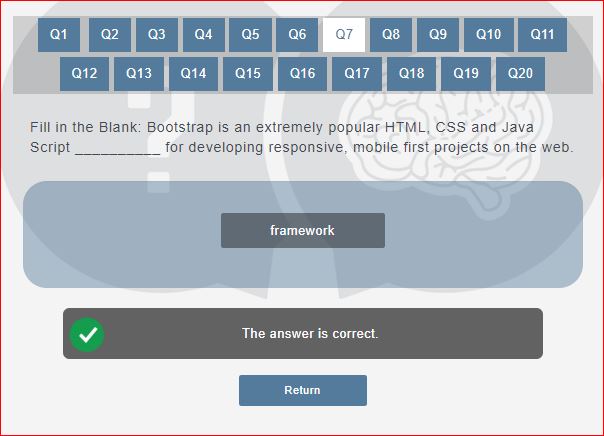 Q1 Q2 Q3 Q4 Q5 Q6 Q7 Q8 Q9 Q10 Q11
Q12 Q13 Q14 Q15 Q16 Q17 Q18 Q19 Q20
Fill in the Blank: Bootstrap is an extremely popular HTML, CSS and Java
Script __________ for developing responsive, mobile first projects on the web.
framework
The answer is correct.
Return